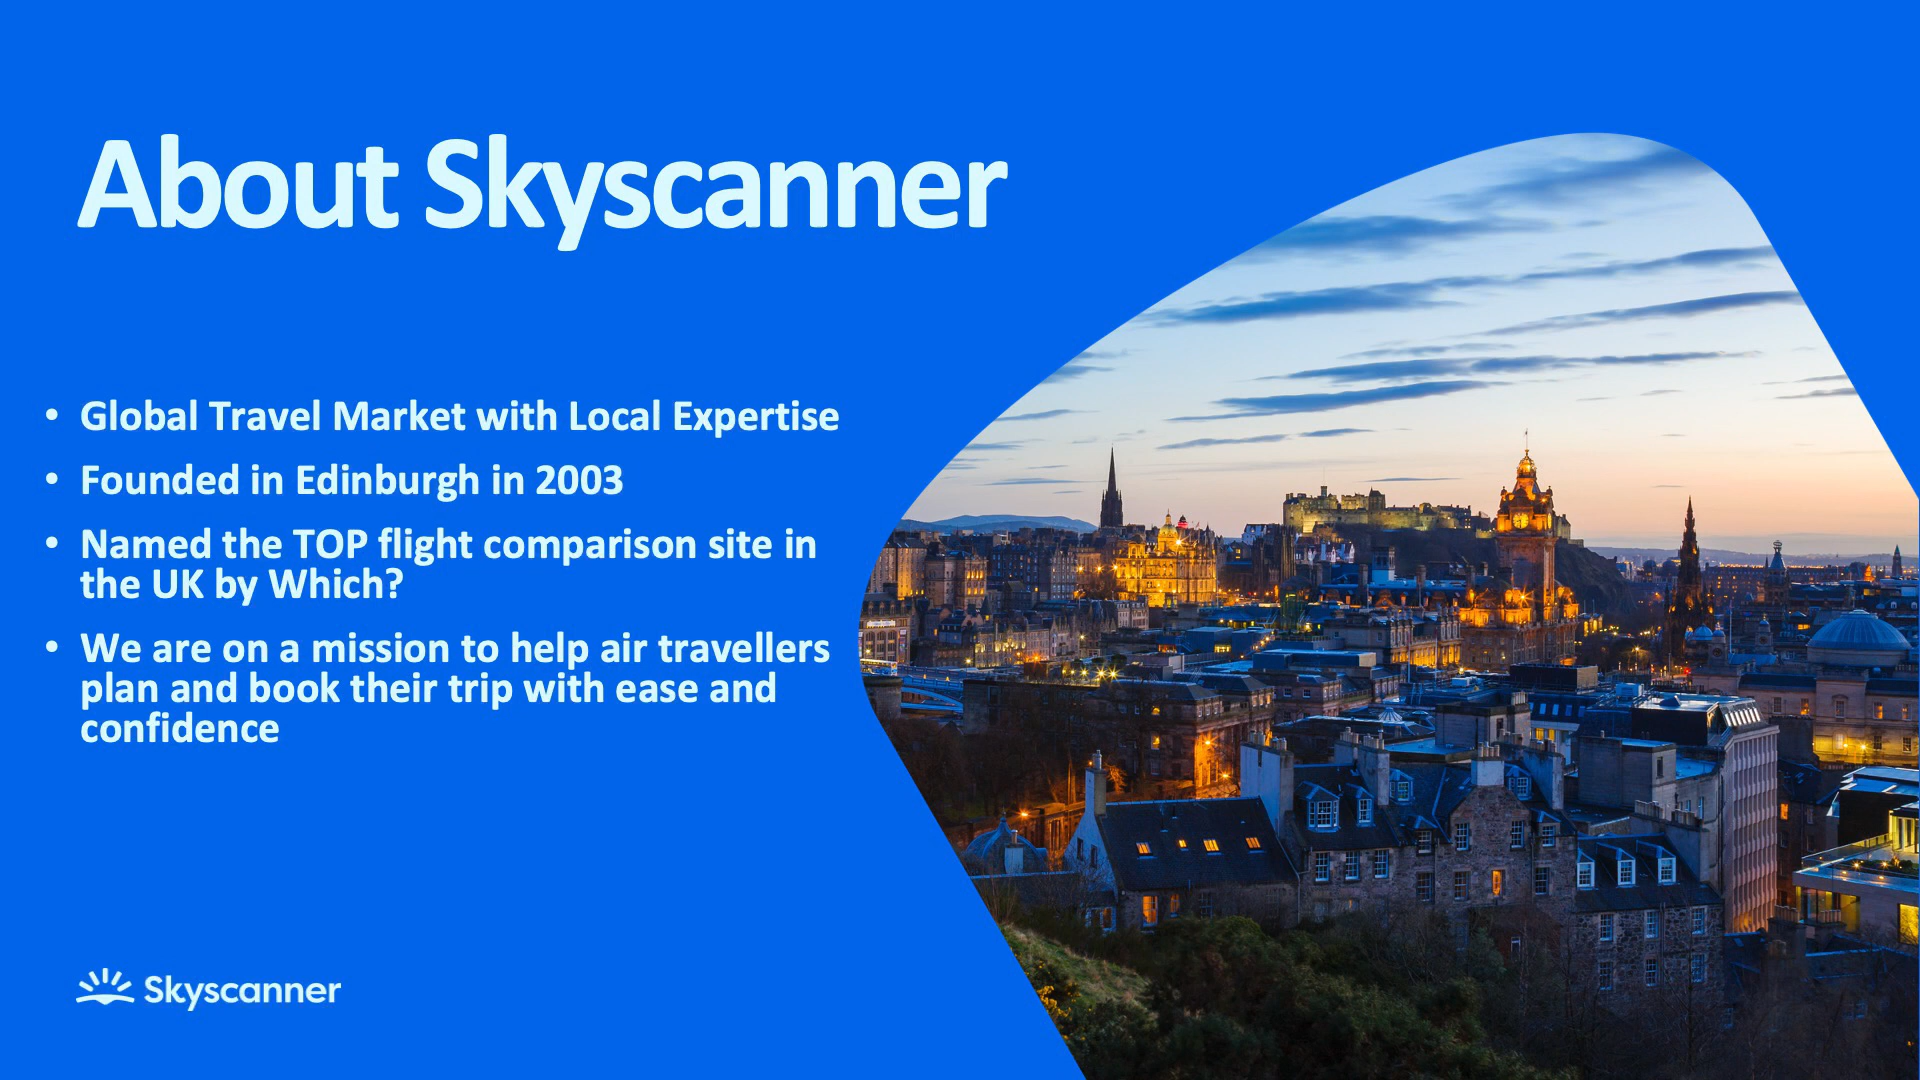 About Skyscanner
• Global Travel Market with Local Expertise
• Founded in Edinburgh in 2003
• Named the TOP flight comparison site in
the UK by Which?
• We are on a mission to help air travellers
plan and book their trip with ease and
confidence
Skyscanner